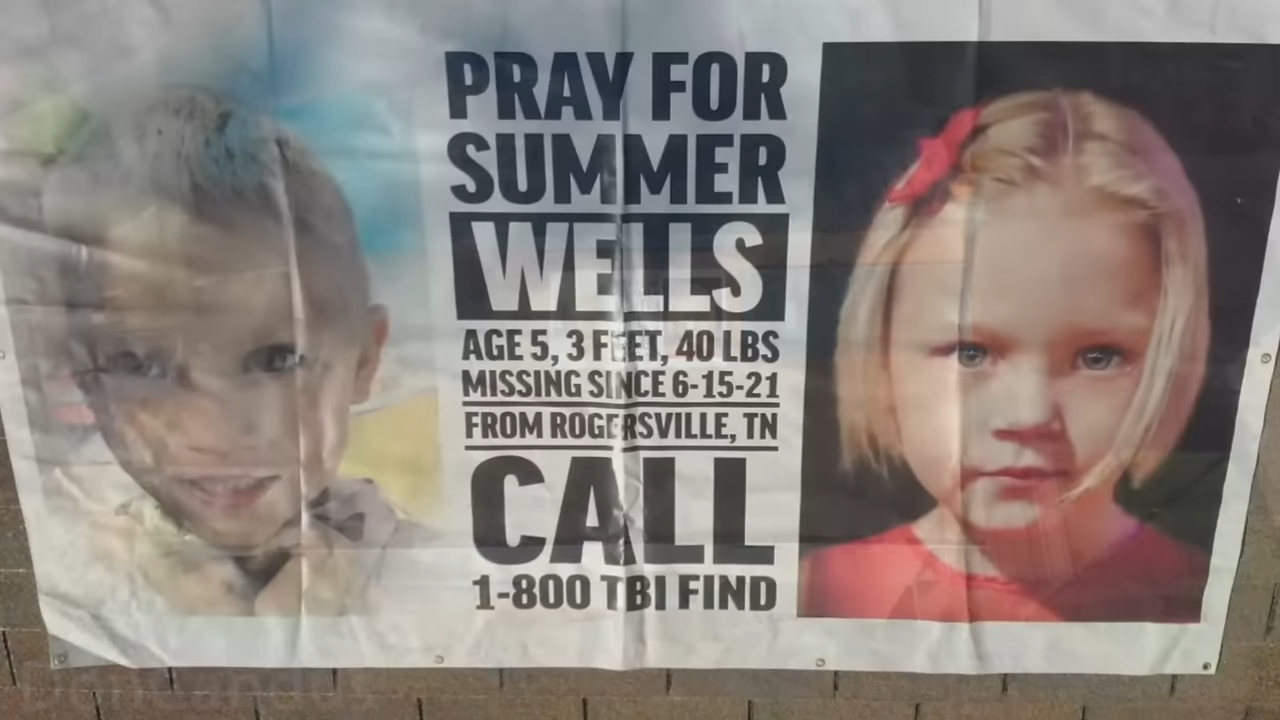 PRAY FOR
SUMMER
WELLS
AGE 5, 3 FEET, 40 LBS
MISSING SINCE 6-15-21
FROM ROGERSVILLE, TN
CALL
1-800 TBI FIND